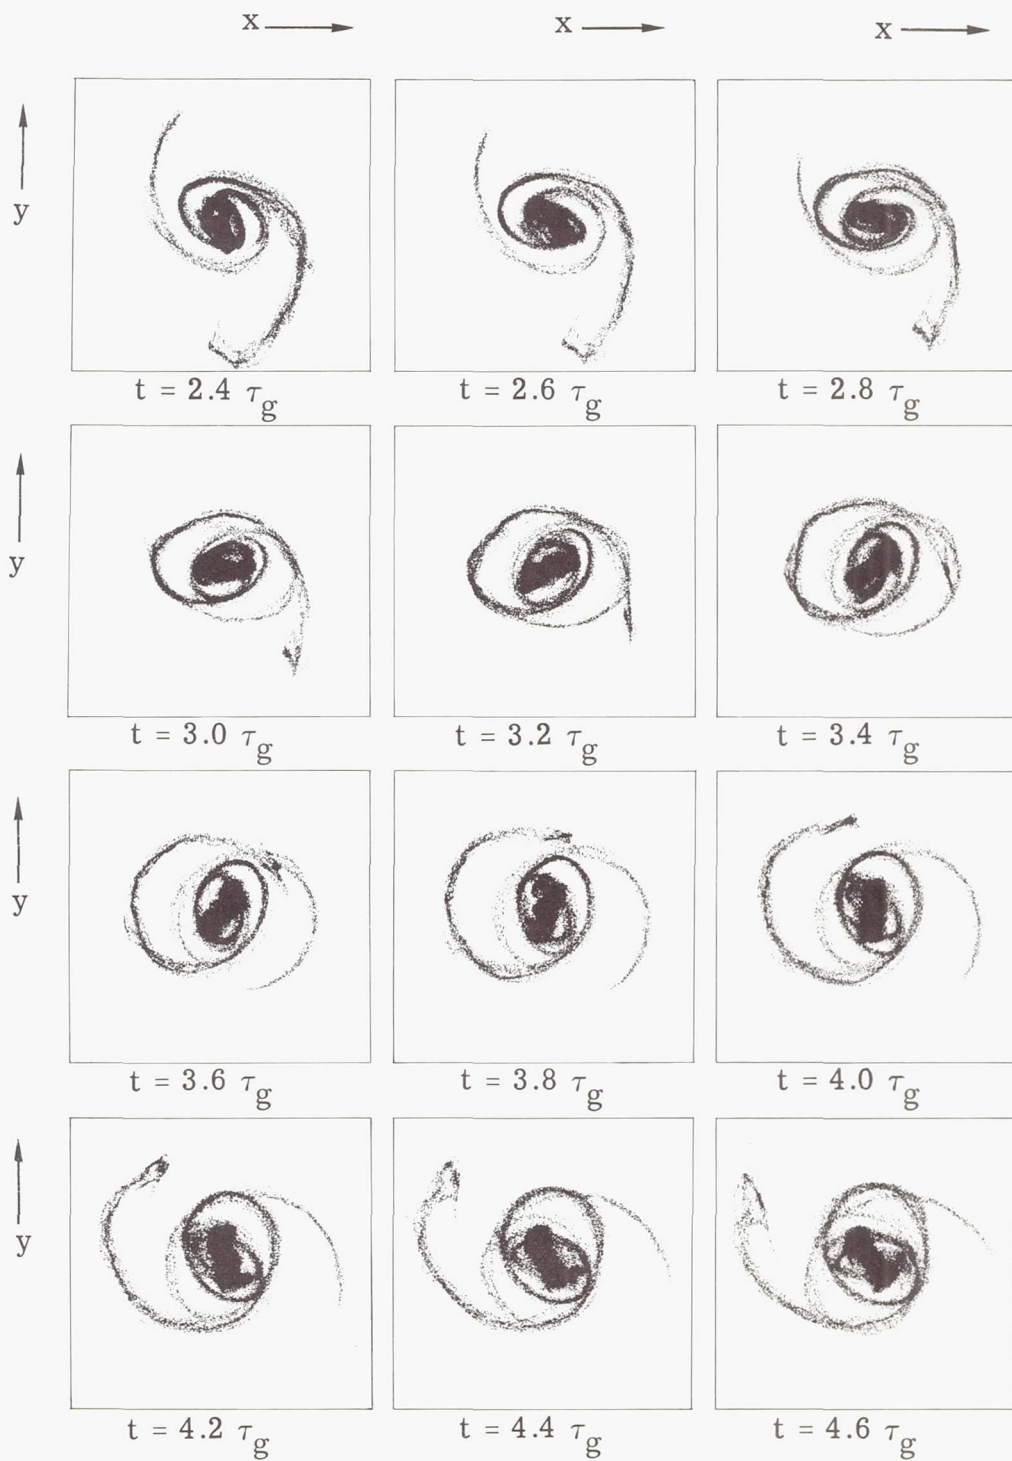 x x x
y
t = 2.4 τg t = 2.6 τg t = 2.8 τg
y
t = 3.0 τg t = 3.2 τg t = 3.4 τg
y
t = 3.6 τg t = 3.8 τg t = 4.0 τg
y
t = 4.2 τg t = 4.4 τg t = 4.6 τg